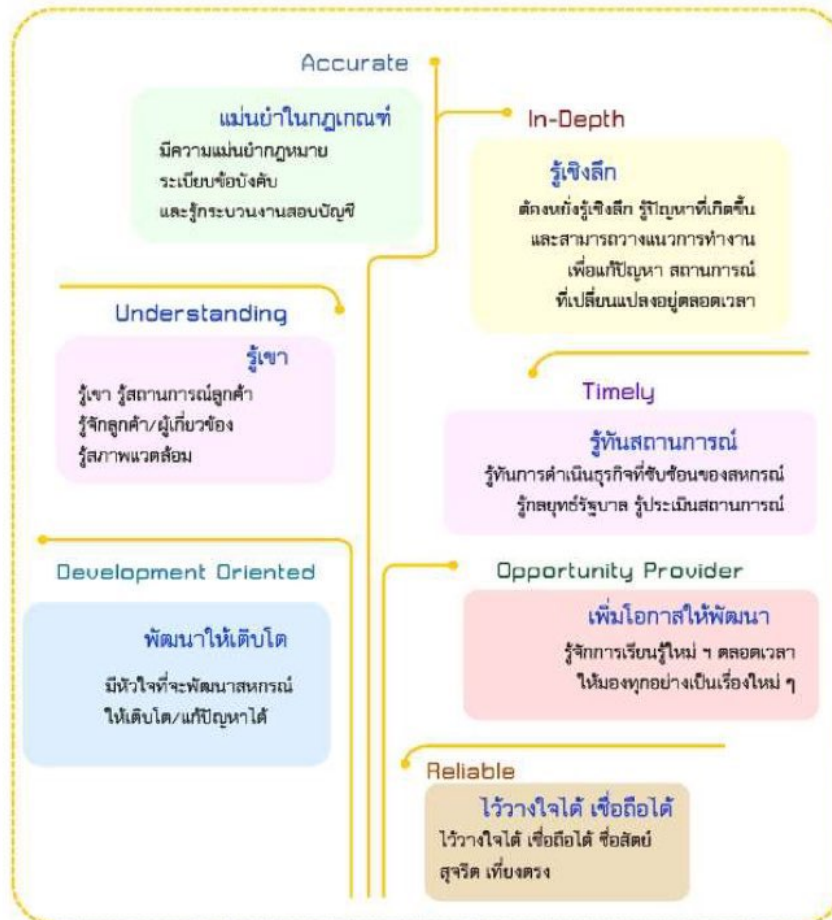 Accurate
แม่นยำในกฎเกณฑ์
มีความแม่นยำกฎหมาย
ระเบียบข้อบังคับ
และรู้กระบวนงานสอบบัญชี
In-Depth
รู้เชิงลึก
ต้องหยั่งรู้เชิงลึก รู้ปัญหาที่เกิดขึ้น
และสามารถวางแนวการทำงาน
เพื่อแก้ปัญหา สถานการณ์
ที่เปลี่ยนแปลงอยู่ตลอดเวลา
Understanding
รู้เขา
รู้เขา รู้สถานการณ์ลูกค้า
รู้จักลูกค้า/ผู้เกี่ยวข้อง
รู้สภาพแวดล้อม
Timely
รู้ทันสถานการณ์
รู้ทันการดำเนินธุรกิจที่ซับซ้อนของสหกรณ์
รู้กลยุทธ์รัฐบาล รู้ประเมินสถานการณ์
Development Oriented
พัฒนาให้เติบโต
มีหัวใจที่จะพัฒนาสหกรณ์
ให้เติบโต/แก้ปัญหาได้
Opportunity Provider
เพิ่มโอกาสให้พัฒนา
รู้จักการเรียนรู้ใหม่ ๆ ตลอดเวลา
ให้มองทุกอย่างเป็นเรื่องใหม่ ๆ
Reliable
ไว้วางใจได้ เชื่อถือได้
ไว้วางใจได้ เชื่อถือได้ ซื่อสัตย์
สุจริต เที่ยงตรง